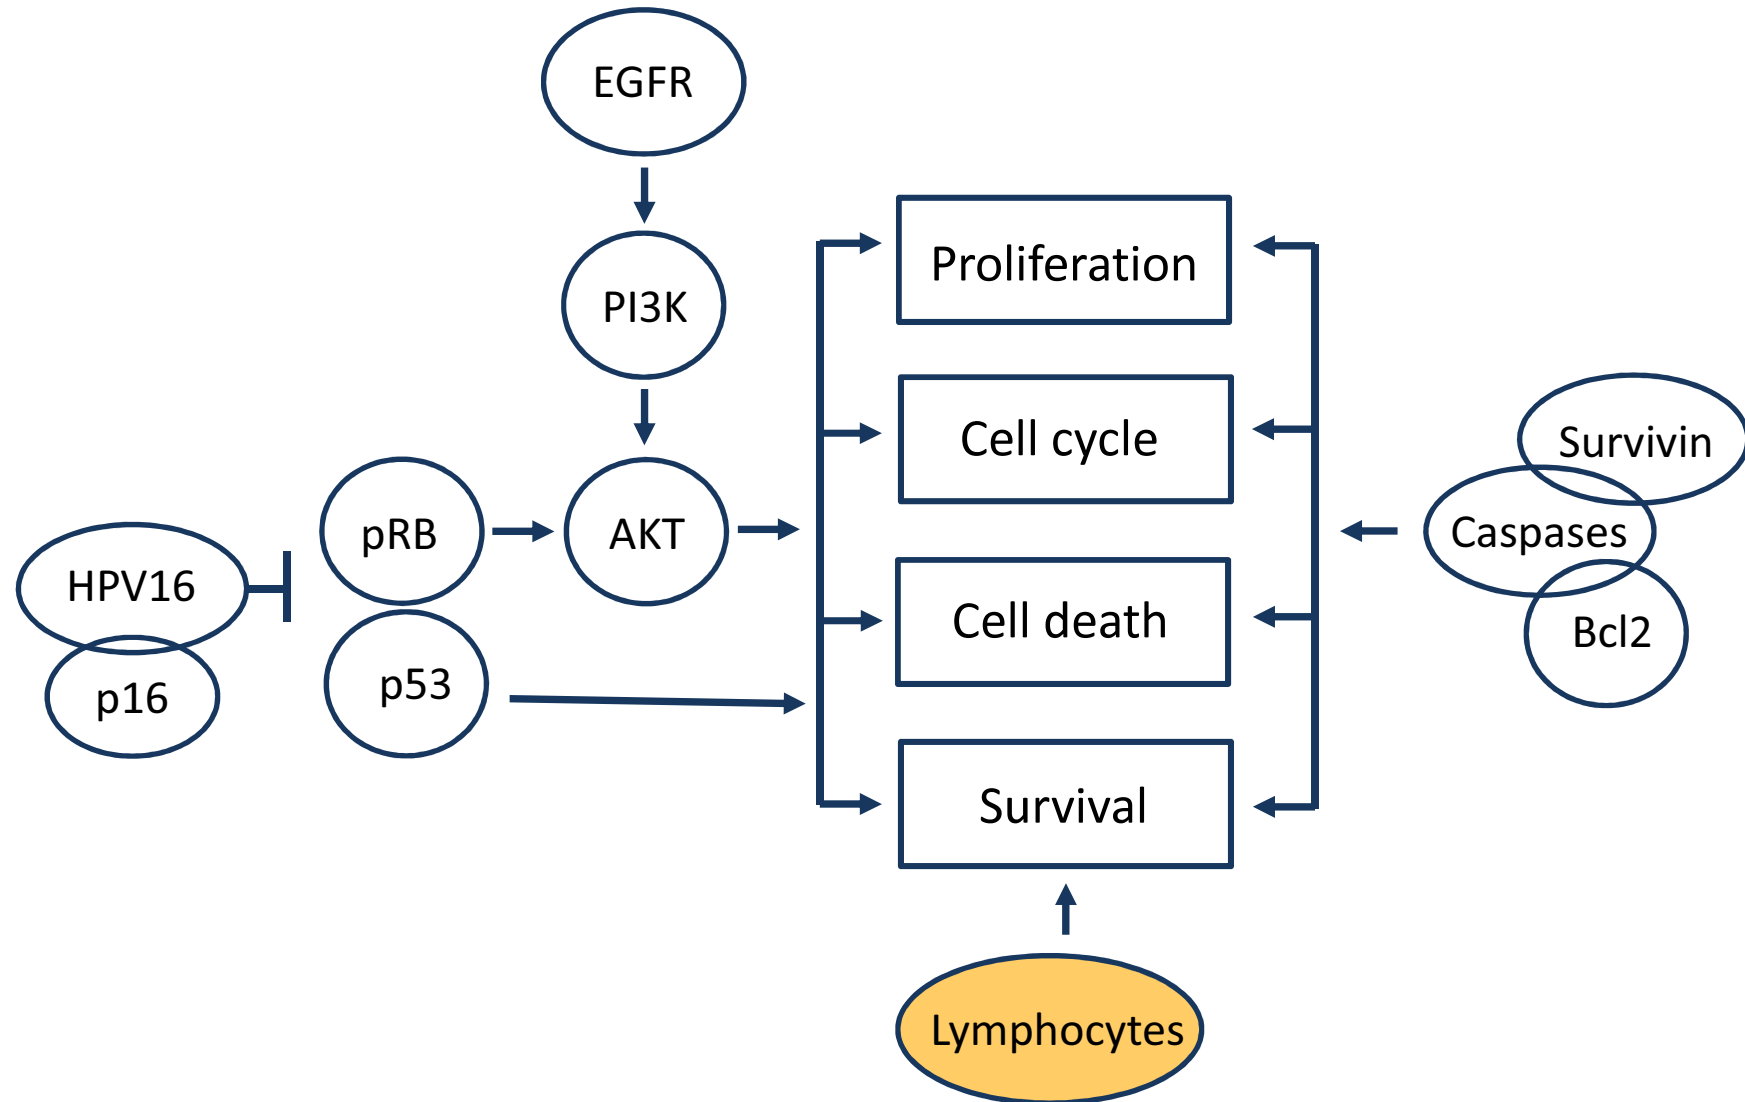 EGFR
Proliferation
PI3K
Cell cycle
Survivin
pRB
AKT
Caspases
HPV16
Cell death
Bcl2
p16
p53
Survival
Lymphocytes